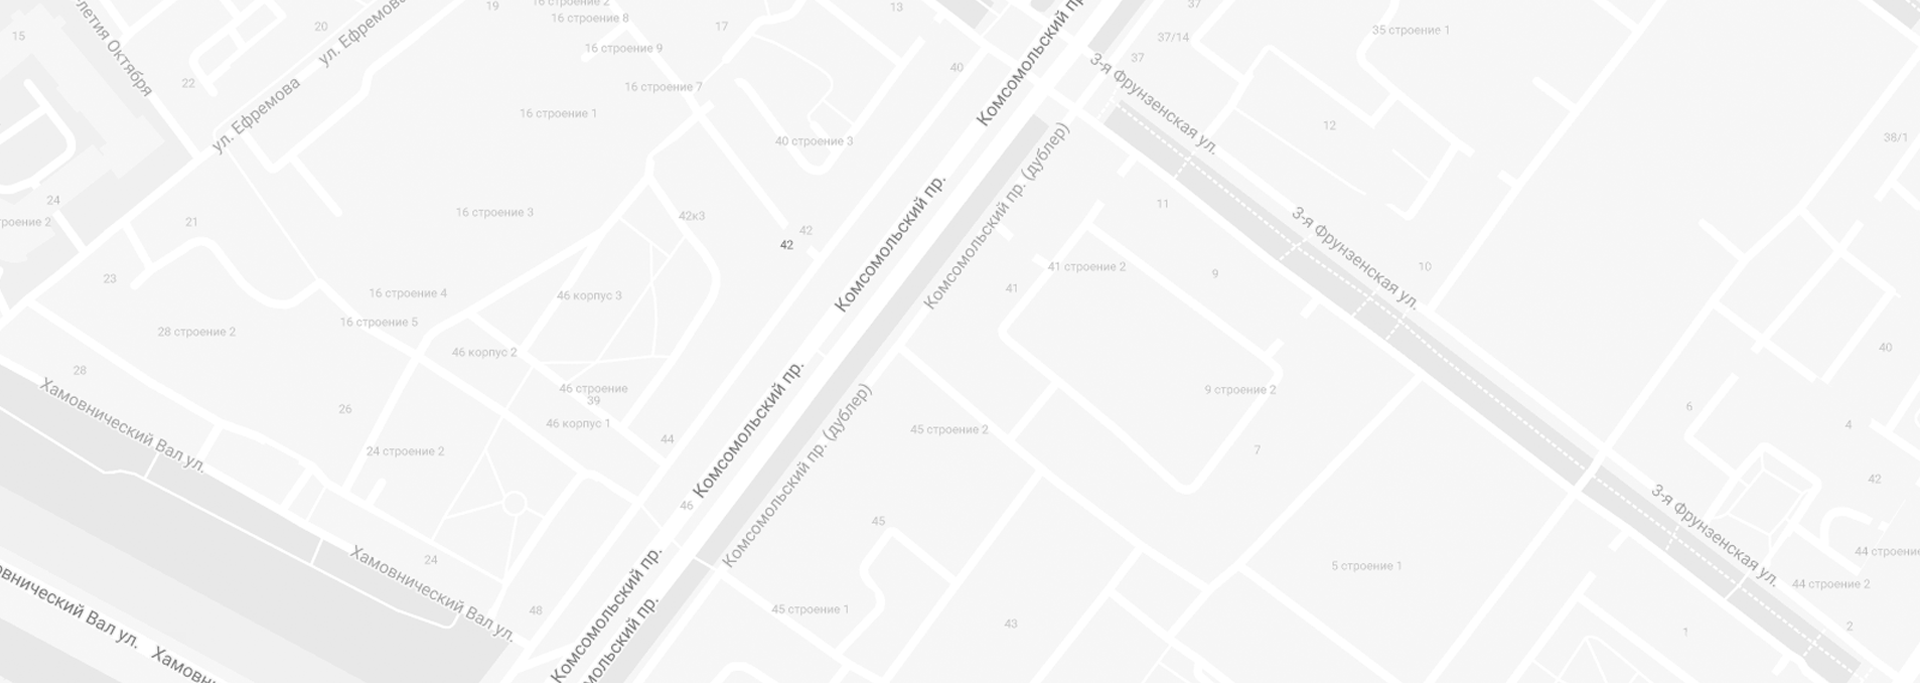 16 строение 2
19
20
ул. Ефремова
16 строение 8
17
13
Комсомольский
37
35 строение 1
15
летия Октября
37/14
16 строение 9
37
3-я Фрунзенская ул.
40
22
16 строение 7
ул. Ефремова
16 строение 1
12
40 строение 3
38/1
Комсомольский пр. (дублер)
24
Комсомольский пр.
11
16 строение 3
42к3
21
42
42
3-я Фрунзенская ул.
41 строение 2
10
9
23
41
16 строение 4
46 корпус 3
16 строение 5
28 строение 2
40
46 корпус 2
28
46 строение
39
9 строение 2
Комсомольский пр.
Комсомольский пр. (дублер)
26
6
46 корпус 1
4
45 строение 2
44
Хамовнический Вал ул.
24 строение 2
7
42
46
3-я Фрунзенская ул.
45
24
44
5 строение 1
44 строение 2
Хамовнический Вал ул.
Комсомольский пр.
48
45 строение 1
43
2
1
Вал ул.